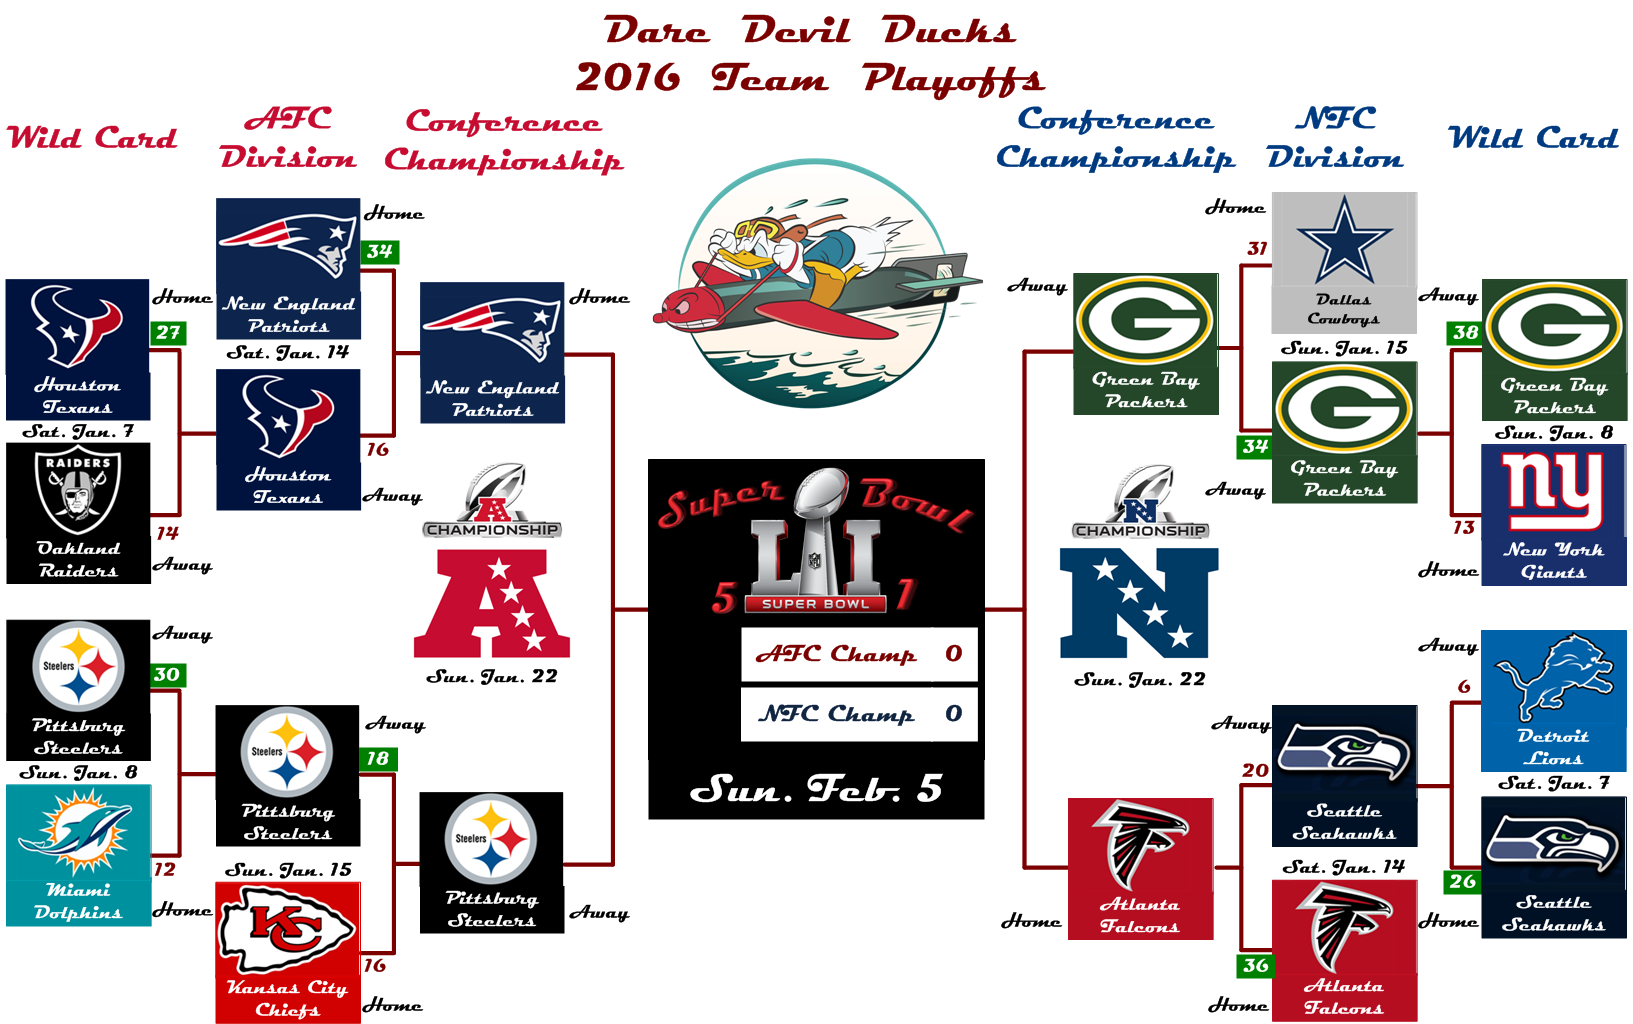 Dare Devil Ducks
2016 Team Playoffs
Wild Card
AFC
Division
Conference
Championship
Conference
Championship
NFC
Division
Wild Card
Home
34
New England
Patriots
Sat. Jan. 14
Houston
Texans
16
Away
Home
27
Houston
Texans
Sat. Jan. 7
RAIDERS
Oakland
Raiders
14
Away
New England
Patriots
Home
CHAMPIONSHIP
A
Sun. Jan. 22
Away
30
Steelers
Pittsburg
Steelers
Sun. Jan. 8
Miami
Dolphins
12
Home
Away
18
Steelers
Pittsburg
Steelers
Sun. Jan. 15
KC
Kansas City
Chiefs
16
Home
Steelers
Pittsburg
Steelers
Away
Super Bowl
LI
NFL
5 SUPER BOWL 1
AFC Champ 0
NFC Champ 0
Sun. Feb. 5
Away
G
Green Bay
Packers
N
CHAMPIONSHIP
N
Sun. Jan. 22
Home
Atlanta
Falcons
Home
31
Dallas
Cowboys
Sun. Jan. 15
G
34
Green Bay
Packers
Away
Away
38
G
Green Bay
Packers
Sun. Jan. 8
ny
13
New York
Giants
Home
Away
20
Seattle
Seahawks
Sat. Jan. 14
36
Atlanta
Falcons
Home
Away
6
Detroit
Lions
Sat. Jan. 7
26
Seattle
Seahawks
Home